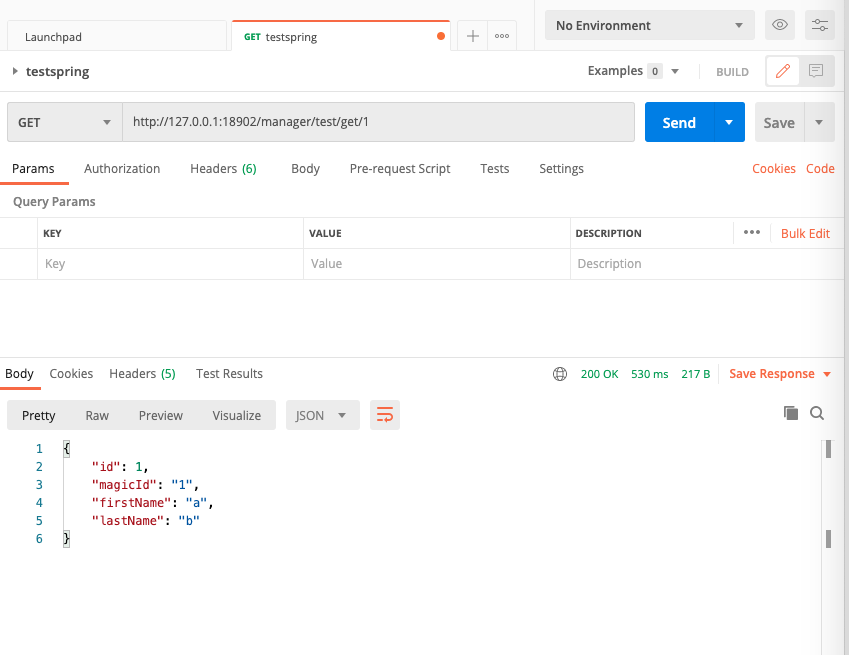 Launchpad
GET testspring
No Environment
testspring
Examples 0
BUILD
GET
http://127.0.0.1:18902/manager/test/get/1
Send
Save
Params Authorization Headers (6) Body Pre-request Script Tests Settings Cookies Code
Query Params
KEY VALUE DESCRIPTION Bulk Edit
Key Value Description
Body Cookies Headers (5) Test Results 200 OK 530 ms 217 B Save Response
Pretty Raw Preview Visualize JSON
1 {
2 "id": 1,
3 "magicId": "1",
4 "firstName": "a",
5 "lastName": "b"
6 }